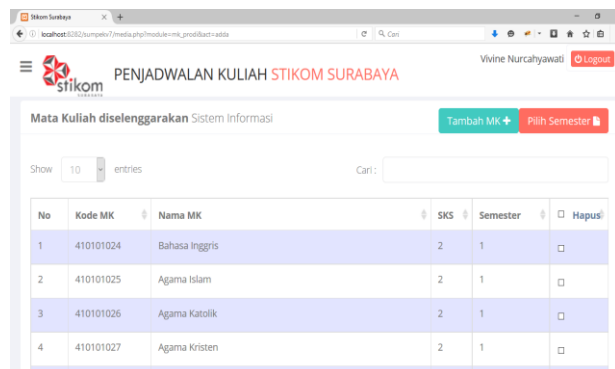 Stikom Surabaya
localhost:8282/sumpekv7/media.php?module=mk_prodi&act=adda
Cari
Vivine Nurcahyawati Logout
stikom
SURABAYA
PENJADWALAN KULIAH STIKOM SURABAYA
Mata Kuliah diselenggarakan Sistem Informasi
Tambah MK
Pilih Semester
Show 10 entries
Cari :
No Kode MK Nama MK SKS Semester Hapus
1 410101024 Bahasa Inggris 2 1
2 410101025 Agama Islam 2 1
3 410101026 Agama Katolik 2 1
4 410101027 Agama Kristen 2 1